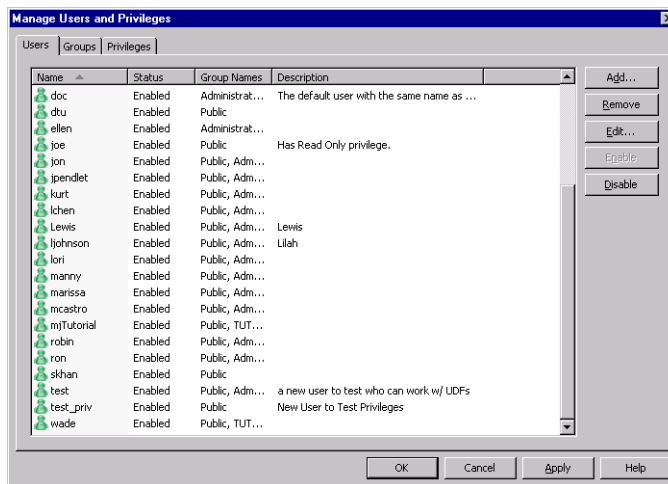 Manage Users and Privileges
Users Groups Privileges
Name Status Group Names Description
doc Enabled Administrat... The default user with the same name as ...
dtu Enabled Public
ellen Enabled Administrat...
joe Enabled Public Has Read Only privilege.
jon Enabled Public, Adm...
jpendlet Enabled Public, Adm...
kurt Enabled Public, Adm...
lchen Enabled Public, Adm...
Lewis Enabled Public, Adm... Lewis
ljohnson Enabled Public, Adm... Lilah
lori Enabled Public, Adm...
manny Enabled Public, Adm...
marissa Enabled Public, Adm...
mcastro Enabled Public, Adm...
mjTutorial Enabled Public, TUT...
robin Enabled Public, Adm...
ron Enabled Public, Adm...
skhan Enabled Public
test Enabled Public, Adm... a new user to test who can work w/ UDFs
test_priv Enabled Public New User to Test Privileges
wade Enabled Public, TUT...
Add...
Remove
Edit...
Enable
Disable
OK Cancel Apply Help